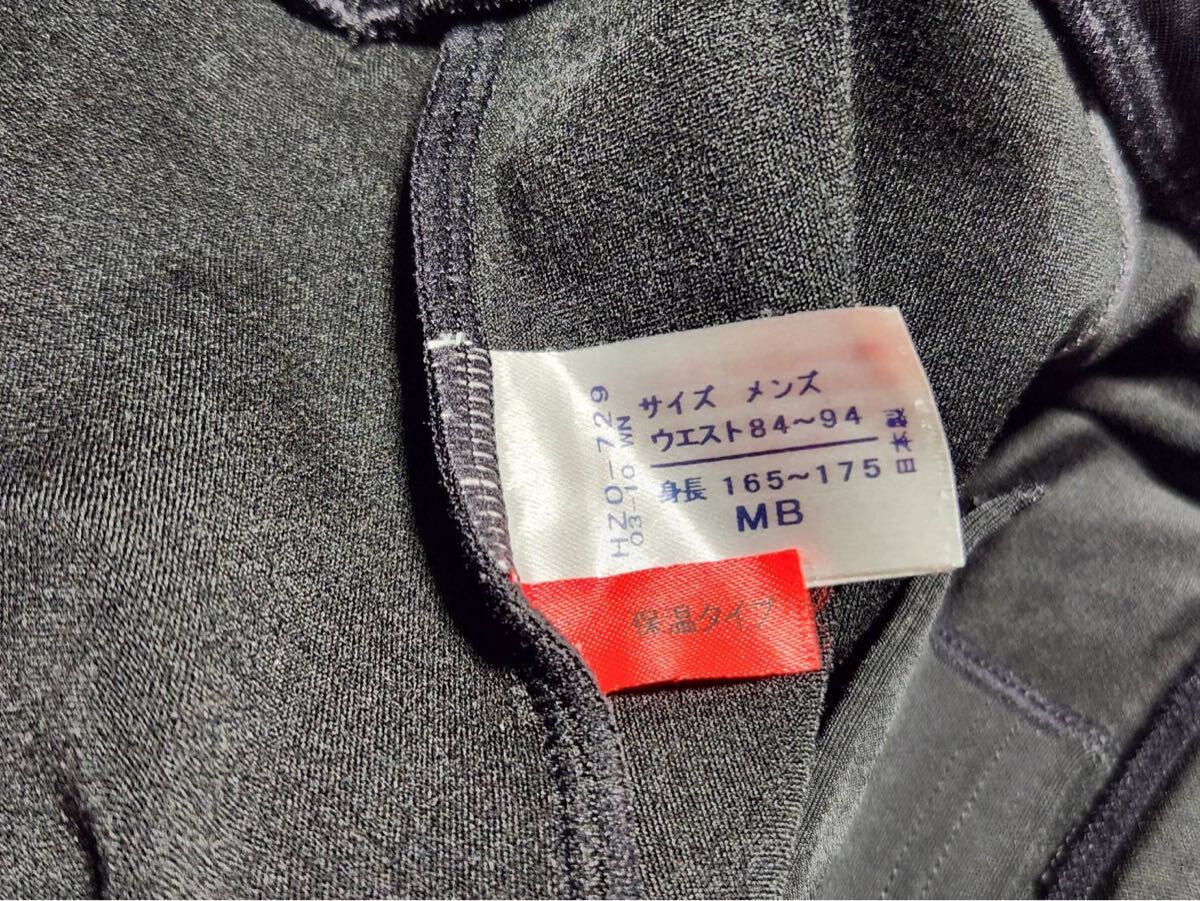 サイズ メンズ
ウエスト84〜94
身長 165〜175
MB
日本製
HZO-729
03-10 WN
保温タイプ